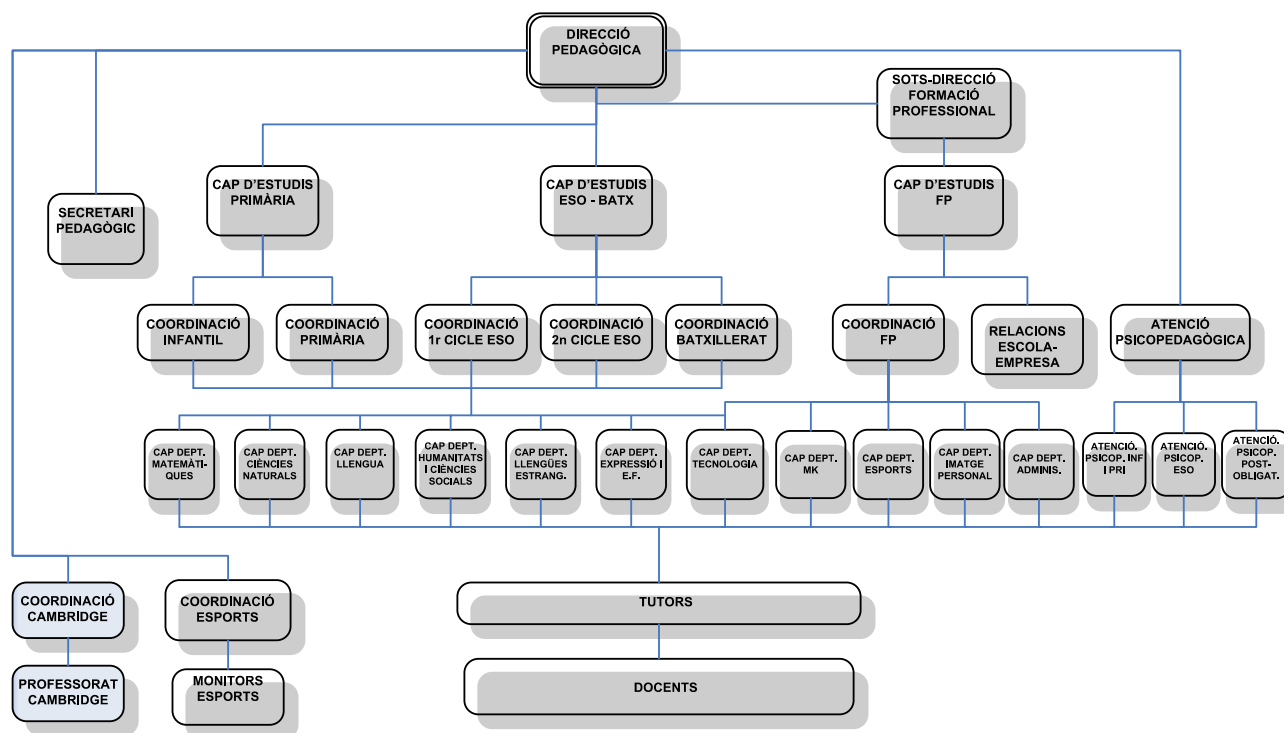 DIRECCIÓ
PEDAGÒGICA
SOTS-DIRECCIÓ
FORMACIÓ
PROFESSIONAL
SECRETARI
PEDAGÒGIC
CAP D'ESTUDIS
PRIMÀRIA
CAP D'ESTUDIS
ESO - BATX
CAP D'ESTUDIS
FP
COORDINACIÓ
INFANTIL
COORDINACIÓ
PRIMÀRIA
COORDINACIÓ
1r CICLE ESO
COORDINACIÓ
2n CICLE ESO
COORDINACIÓ
BATXILLERAT
COORDINACIÓ
FP
RELACIONS
ESCOLA-
EMPRESA
ATENCIÓ
PSICOPEDAGÒGICA
CAP DEPT.
MATEMÀTI-
QUES
CAP DEPT.
CIÈNCIES
NATURALS
CAP DEPT.
LLENGUA
CAP DEPT.
HUMANITATS
I CIÈNCIES
SOCIALS
CAP DEPT.
LLENGÜES
ESTRANG.
CAP DEPT.
EXPRESSIÓ I
E.F.
CAP DEPT.
TECNOLOGIA
CAP DEPT.
MK
CAP DEPT.
ESPORTS
CAP DEPT.
IMATGE
PERSONAL
CAP DEPT.
ADMINIS.
ATENCIÓ.
PSICOP. INF
I PRI
ATENCIÓ.
PSICOP.
ESO
ATENCIÓ.
PSICOP.
POST-
OBLIGAT.
COORDINACIÓ
CAMBRIDGE
COORDINACIÓ
ESPORTS
TUTORS
PROFESSORAT
CAMBRIDGE
MONITORS
ESPORTS
DOCENTS